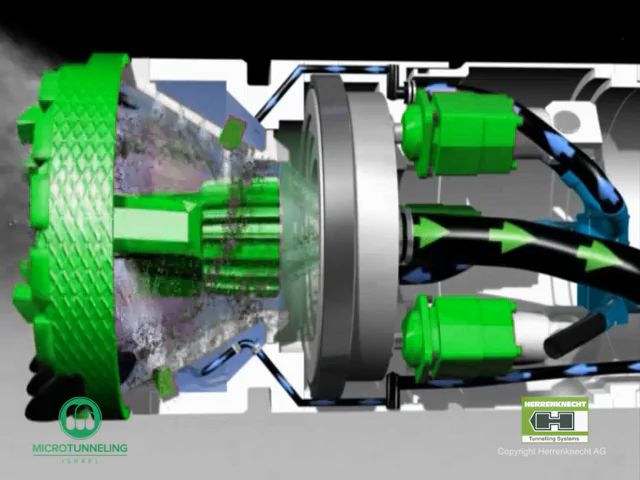 MICROTUNNELING
ISRAEL
HERRENKNECHT
Tunnelling Systems
Copyright Herrenknecht AG